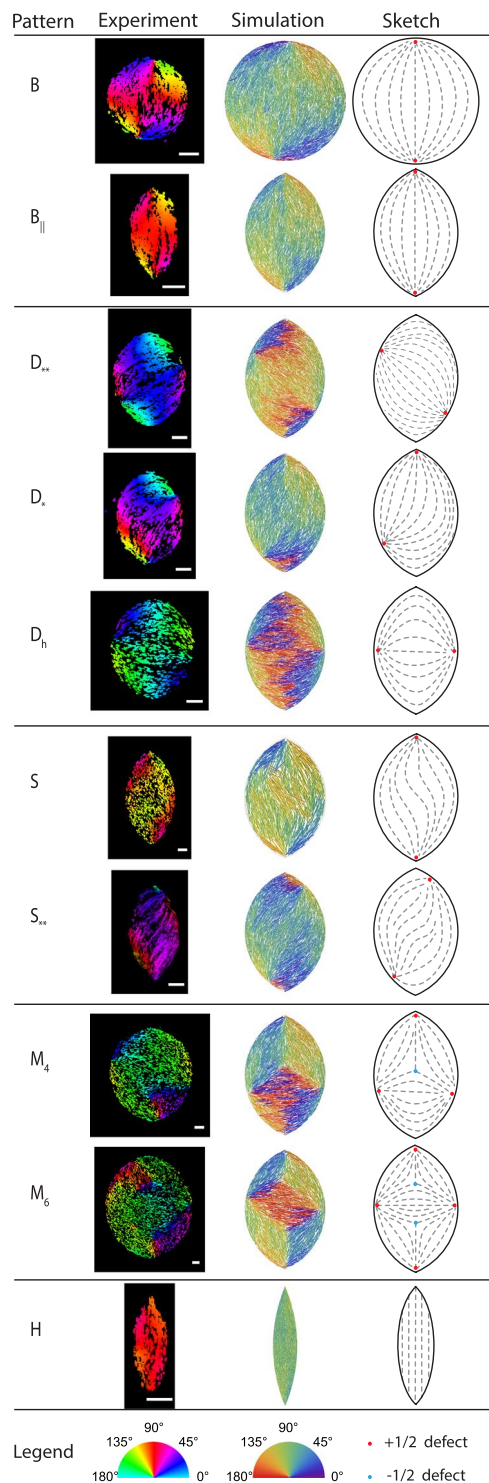 Pattern Experiment Simulation Sketch
B
B||
D**
D*
Dh
S
S**
M4
M6
H
Legend
90° 135° 45° 180° 0°
90° 135° 45° 180° 0°
+1/2 defect
-1/2 defect